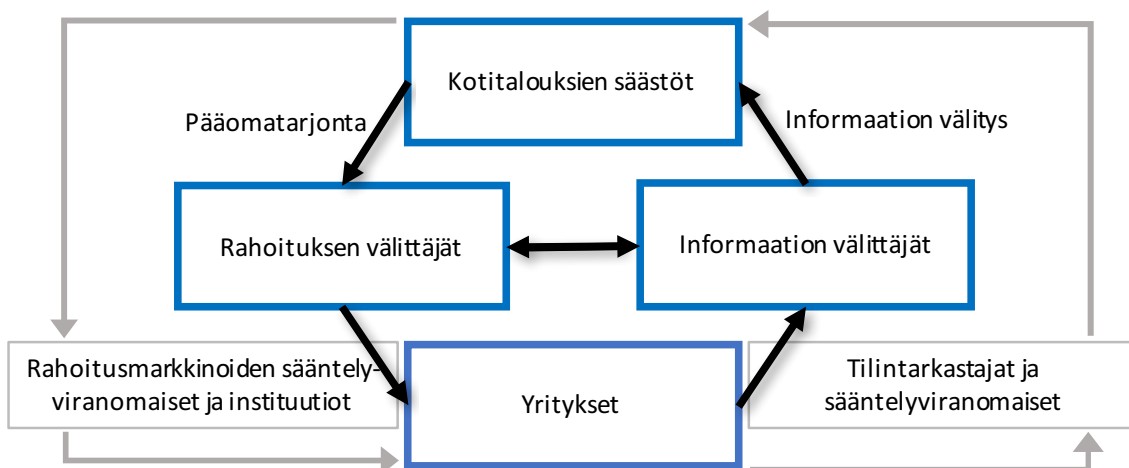 Kotitalouksien säästöt
Pääomatarjonta
Informaation välitys
Rahoituksen välittäjät
Informaation välittäjät
Rahoitusmarkkinoiden sääntely-
viranomaiset ja instituutiot
Yritykset
Tilintarkastajat ja
sääntelyviranomaiset